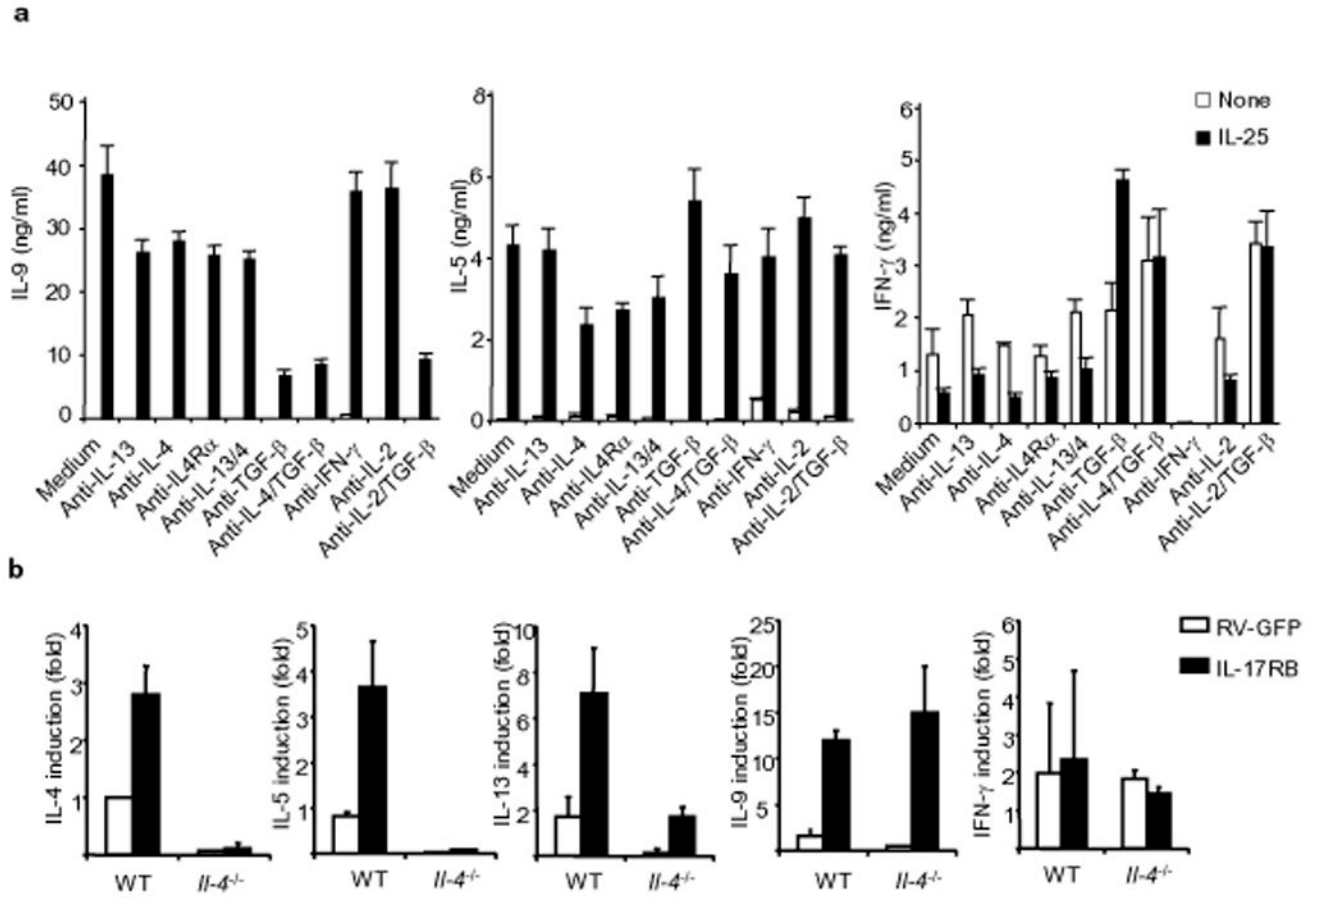 a
50
40
30
20
10
0
IL-9 (ng/ml)
Medium
Anti-IL-13
Anti-IL-4
Anti-IL4Rα
Anti-IL-13/4
Anti-TGF-β
Anti-IL-4/TGF-β
Anti-IFN-γ
Anti-IL-2
Anti-IL-2/TGF-β
8
6
4
2
0
IL-5 (ng/ml)
Medium
Anti-IL-13
Anti-IL-4
Anti-IL4Rα
Anti-IL-13/4
Anti-TGF-β
Anti-IL-4/TGF-β
Anti-IFN-γ
Anti-IL-2
Anti-IL-2/TGF-β
6
5
4
3
2
1
0
IFN-γ (ng/ml)
Medium
Anti-IL-13
Anti-IL-4
Anti-IL4Rα
Anti-IL-13/4
Anti-TGF-β
Anti-IL-4/TGF-β
Anti-IFN-γ
Anti-IL-2
Anti-IL-2/TGF-β
None
IL-25
b
4
3
2
1
IL-4 induction (fold)
WT
Il-4-/-
5
4
3
2
1
IL-5 induction (fold)
WT
Il-4-/-
10
8
6
4
2
IL-13 induction (fold)
WT
Il-4-/-
25
20
15
10
5
IL-9 induction (fold)
WT
Il-4-/-
6
5
4
3
2
1
IFN-γ induction (fold)
WT
Il-4-/-
RV-GFP
IL-17RB